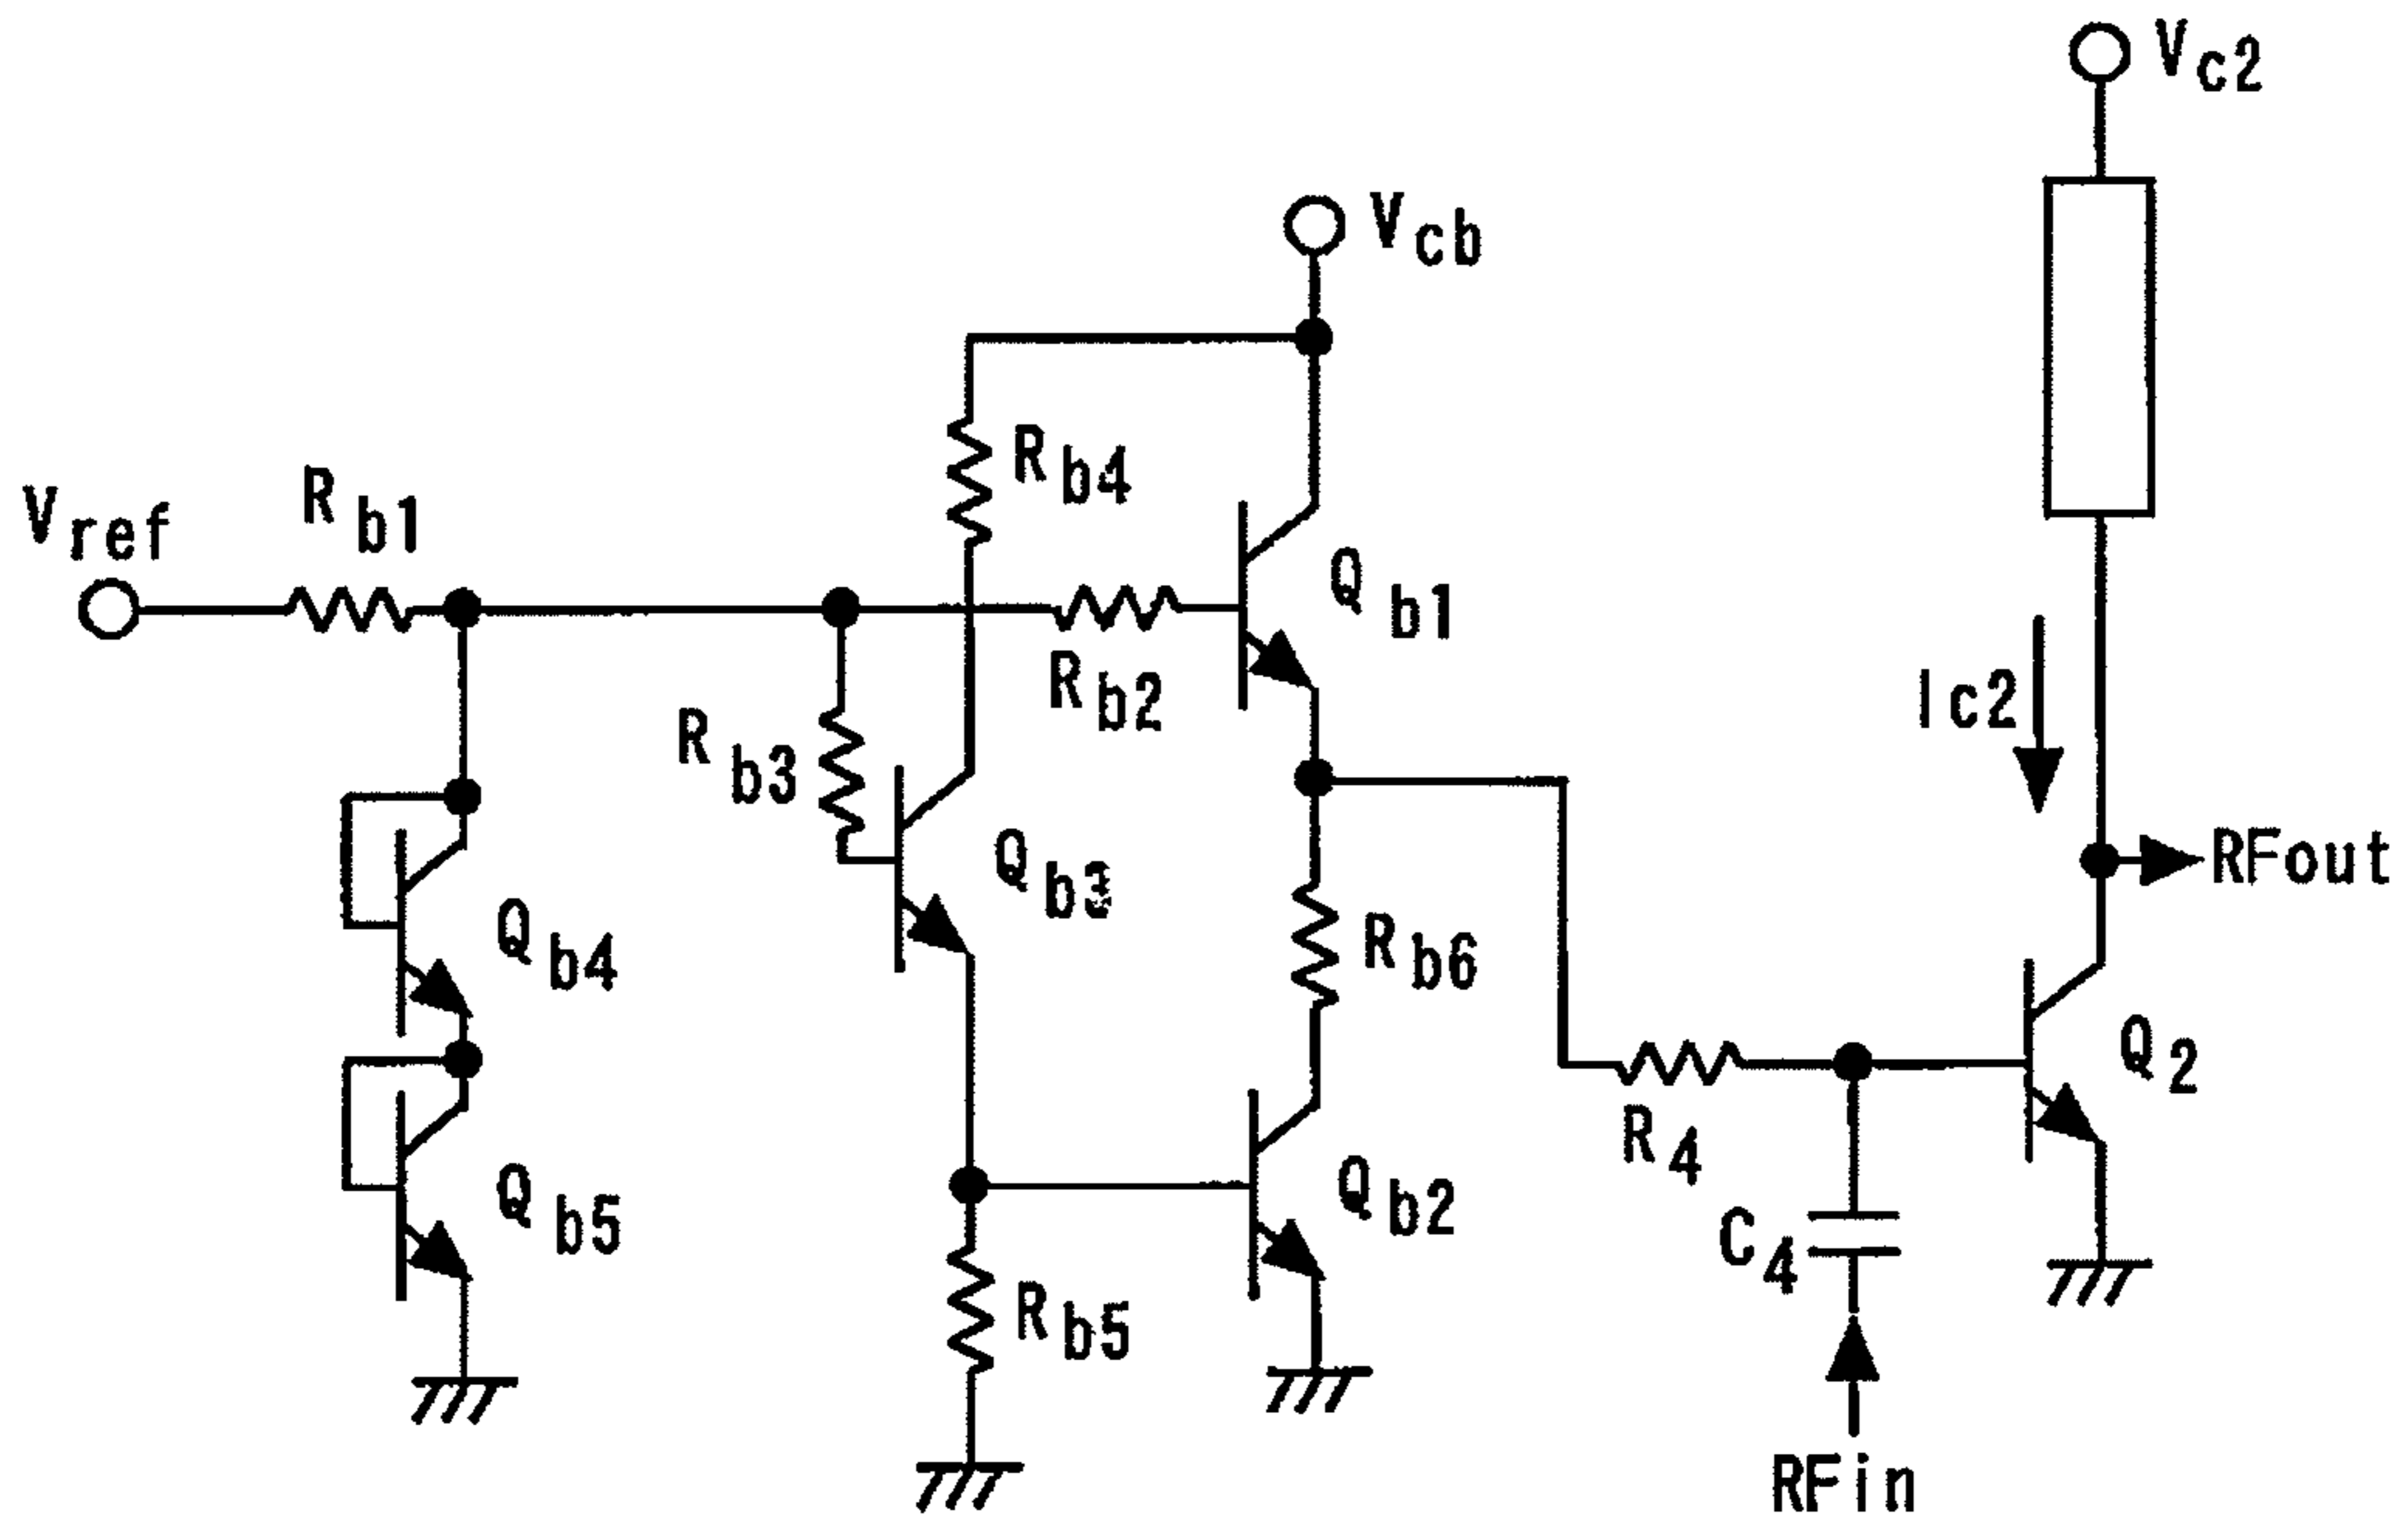 Vc2
Vcb
Rb4
Rb1
Vref
Qb1
Rb2
Ic2
Rb3
Qb3
RFout
Qb4
Rb6
Q2
R4
Qb5
Qb2
C4
Rb5
RFin